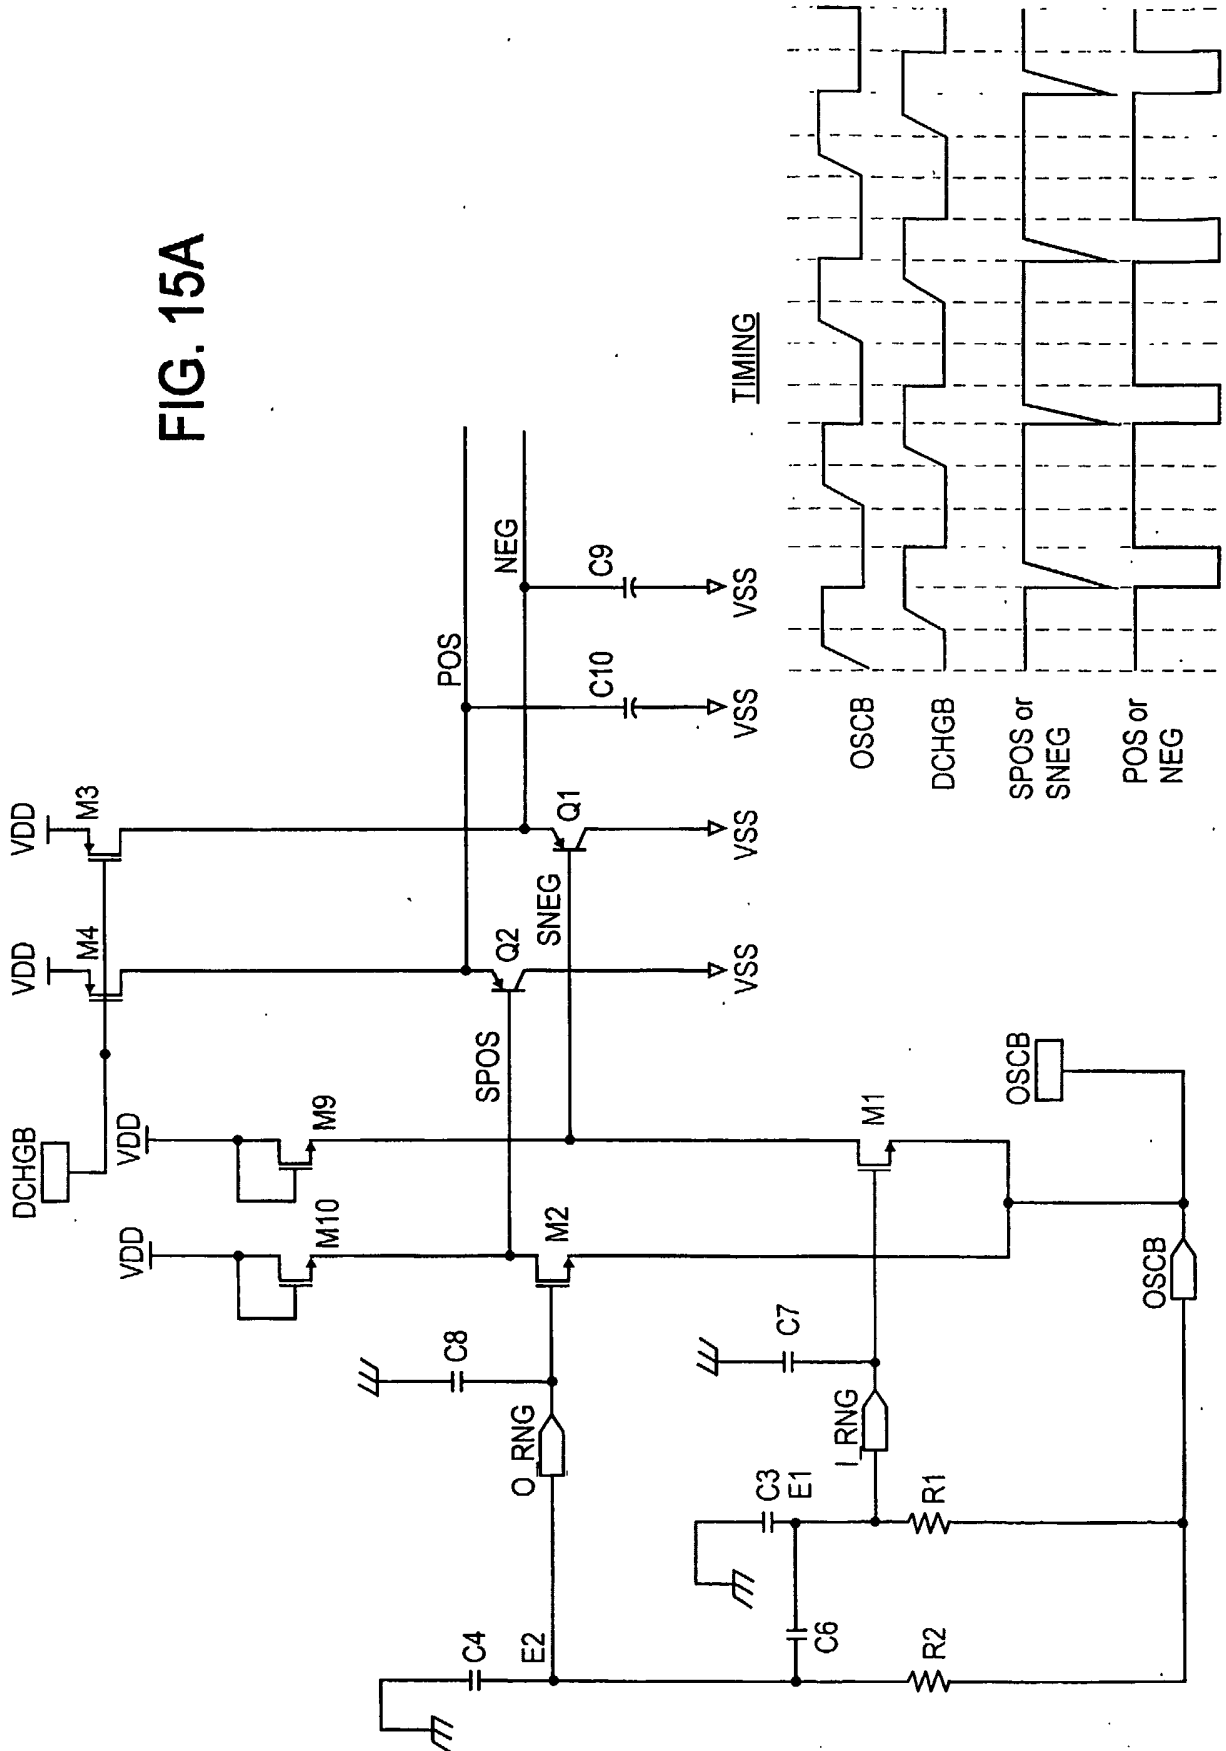 FIG. 15A
VDD
M3
VDD
M4
DCHGB
VDD
M9
VDD
M10
POS
NEG
C10
C9
VSS
VSS
Q2
Q1
SPOS
SNEG
VSS
VSS
M2
M1
C8
C7
O_RNG
I_RNG
OSCB
OSCB
C4
E2
C3
E1
C6
R2
R1
TIMING
OSCB
DCHGB
SPOS or
SNEG
POS or
NEG